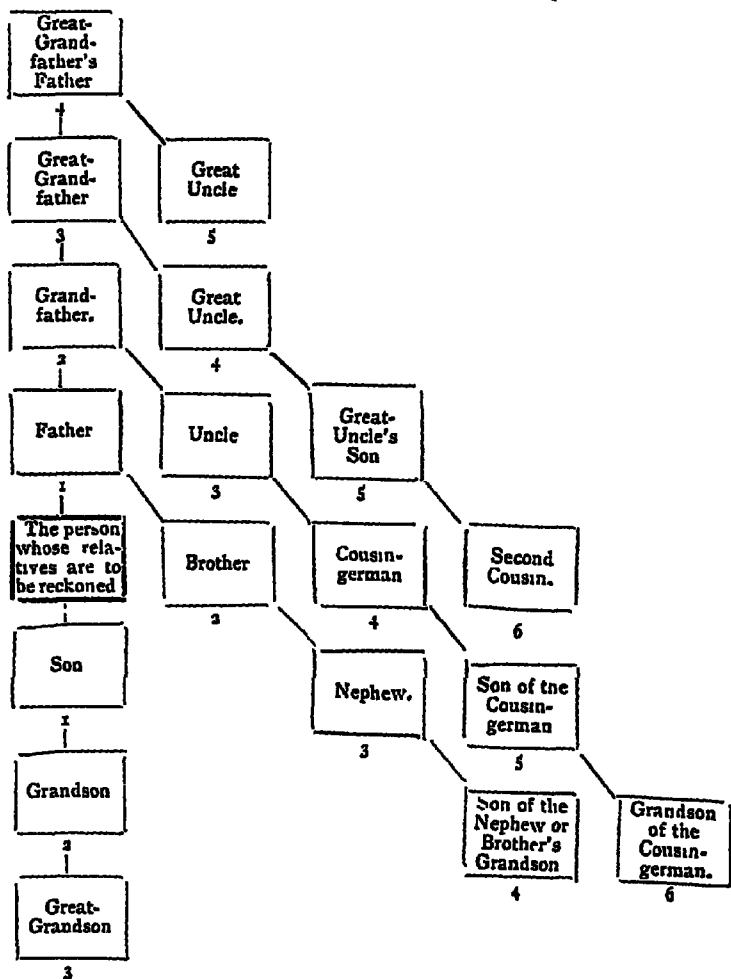 Great-
Grand-
father's
Father
4
Great-
Grand-
father
3
Great
Uncle
5
Grand-
father.
2
Great
Uncle.
4
Father
1
Uncle
3
Great-
Uncle's
Son
5
The person
whose rela-
tives are to
be reckoned
Brother
2
Cousin-
german
4
Second
Cousin.
6
Son
1
Nephew.
3
Son of the
Cousin-
german
5
Grandson
2
Son of the
Nephew or
Brother's
Grandson
4
Grandson
of the
Cousin-
german.
6
Great-
Grandson
3